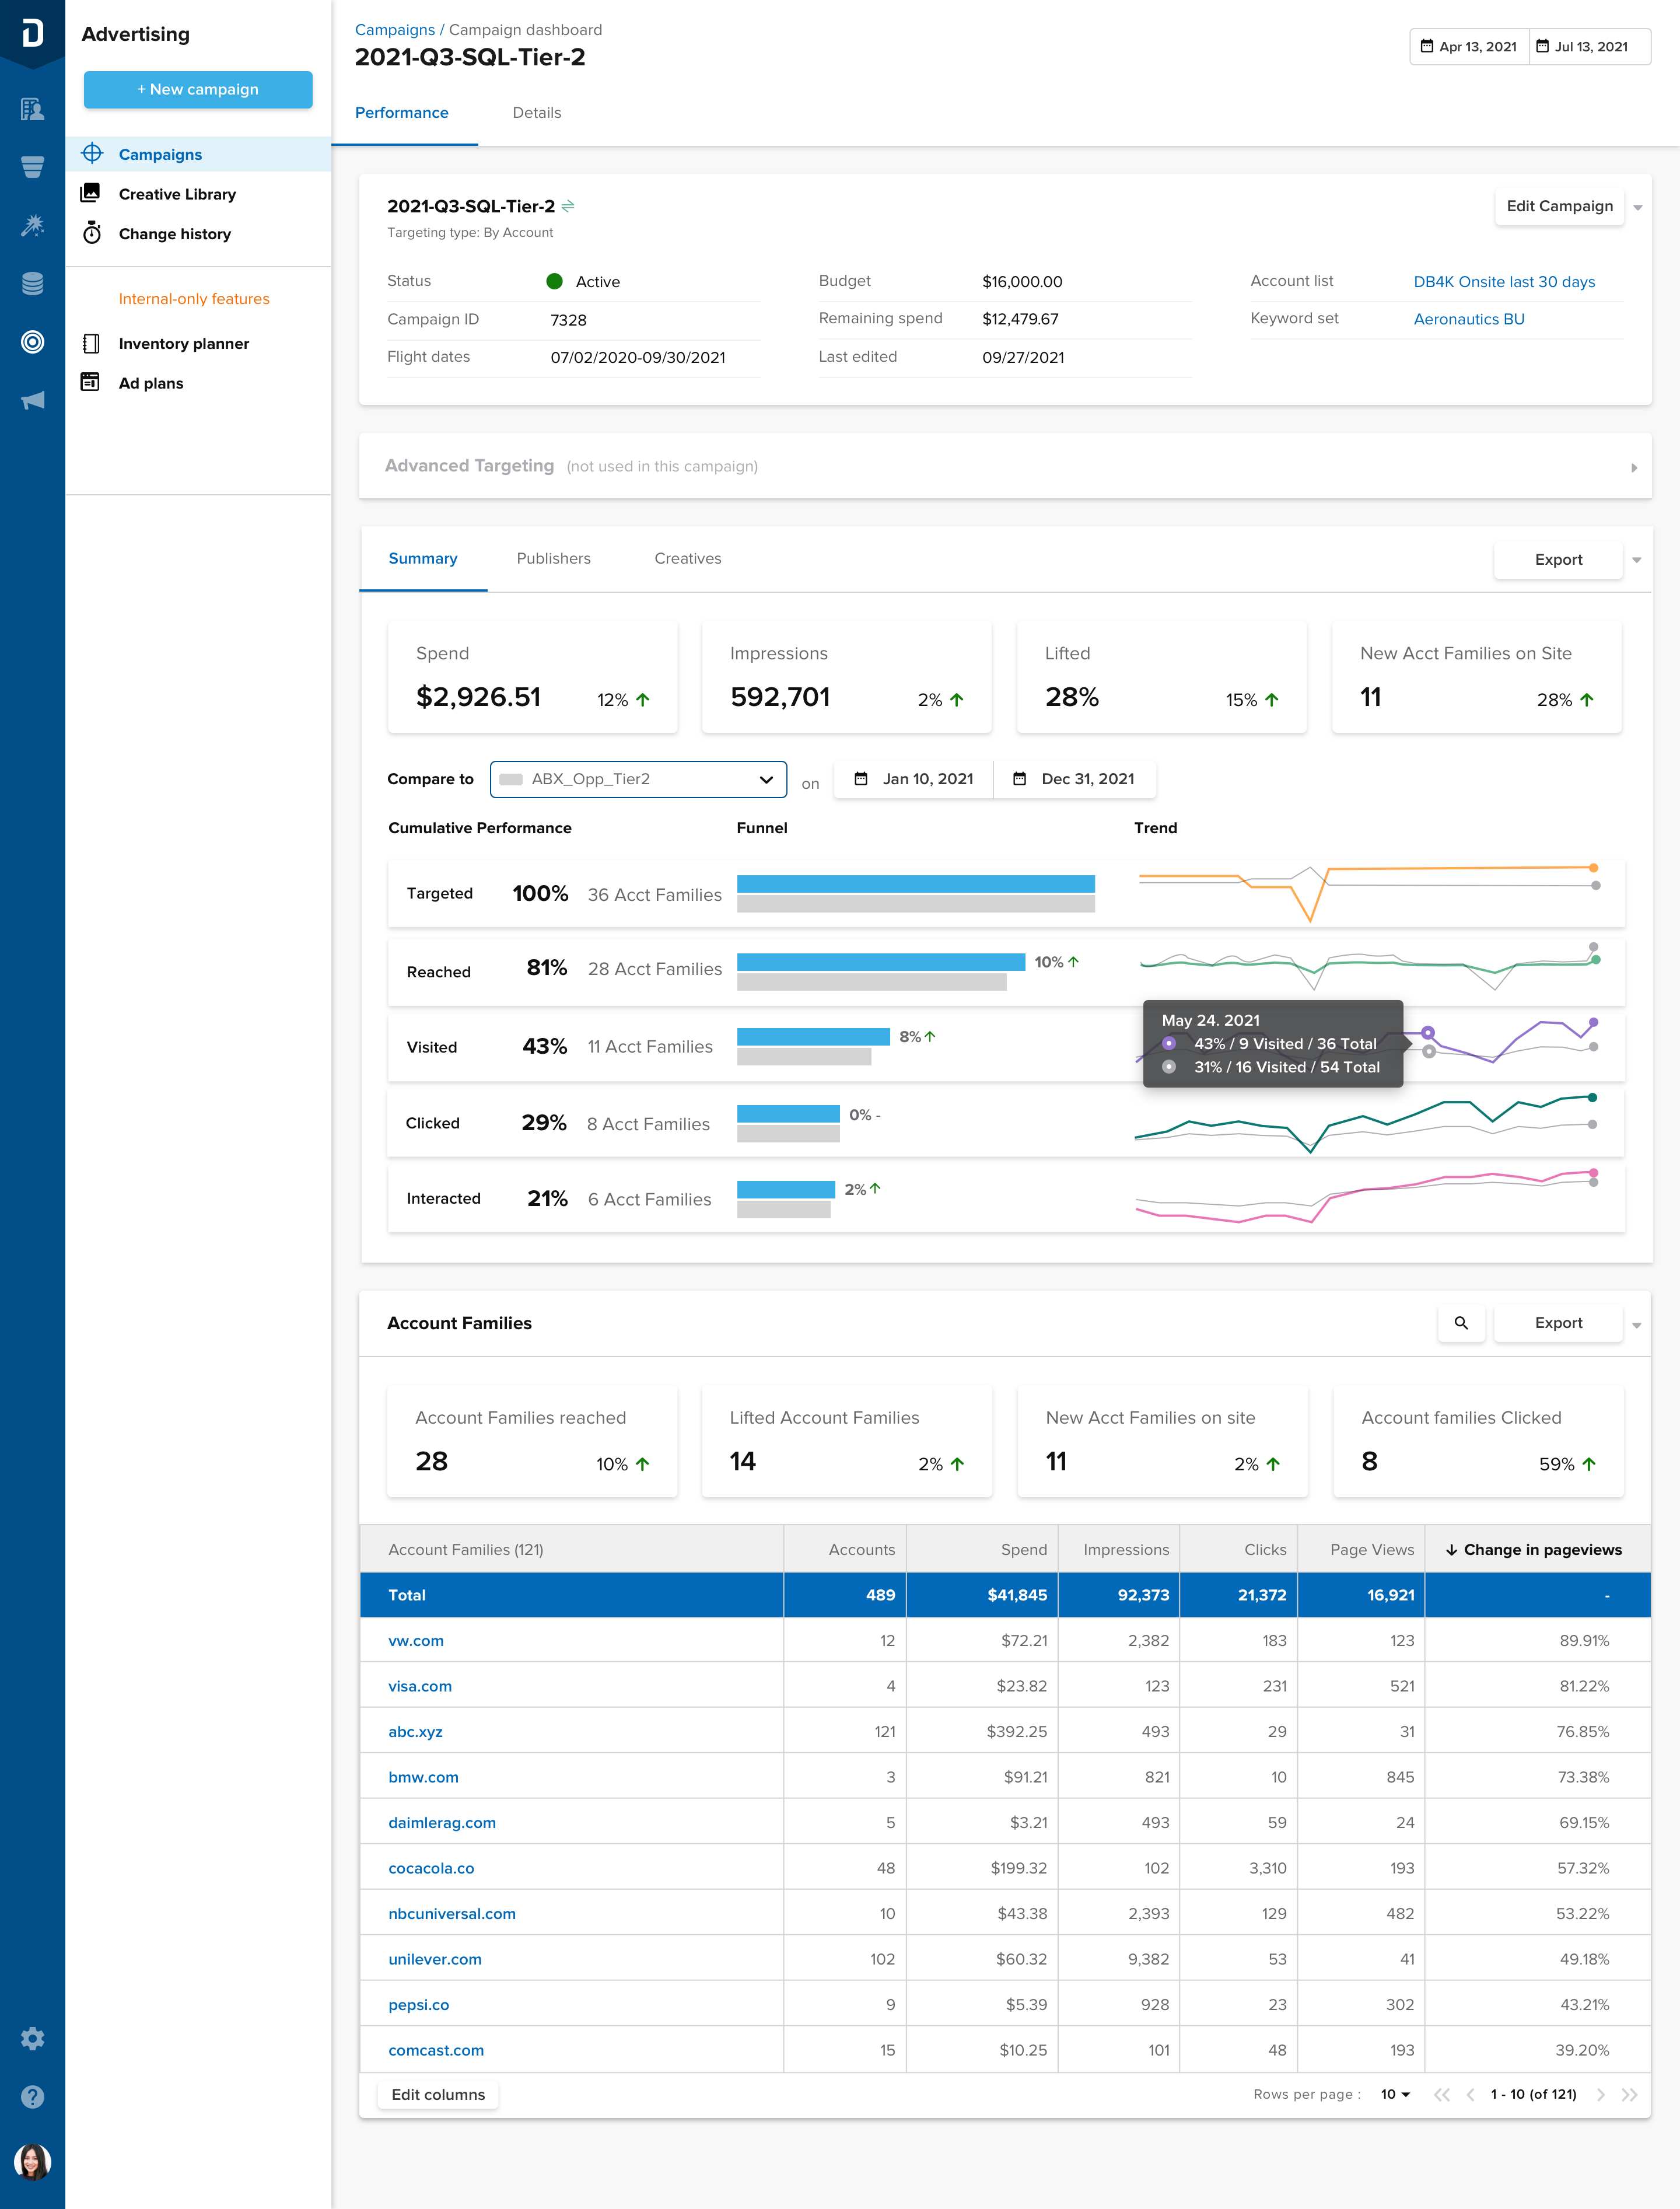 Advertising
+ New campaign
Campaigns
Creative Library
Change history
Internal-only features
Inventory planner
Ad plans
Campaigns / Campaign dashboard
2021-Q3-SQL-Tier-2
Apr 13, 2021 Jul 13, 2021
Performance Details
2021-Q3-SQL-Tier-2
Edit Campaign
Targeting type: By Account
Status Active Budget $16,000.00 Account list DB4K Onsite last 30 days
Campaign ID 7328 Remaining spend $12,479.67 Keyword set Aeronautics BU
Flight dates 07/02/2020-09/30/2021 Last edited 09/27/2021
Advanced Targeting (not used in this campaign)
Summary Publishers Creatives Export
Spend Impressions Lifted New Acct Families on Site
$2,926.51 12% 592,701 2% 28% 15% 11 28%
Compare to ABX_Opp_Tier2 on Jan 10, 2021 Dec 31, 2021
Cumulative Performance Funnel Trend
Targeted 100% 36 Acct Families
Reached 81% 28 Acct Families 10%
Visited 43% 11 Acct Families 8%
May 24. 2021
43% / 9 Visited / 36 Total
31% / 16 Visited / 54 Total
Clicked 29% 8 Acct Families 0% -
Interacted 21% 6 Acct Families 2%
Account Families Export
Account Families reached Lifted Account Families New Acct Families on site Account families Clicked
28 10% 14 2% 11 2% 8 59%
Account Families (121) Accounts Spend Impressions Clicks Page Views Change in pageviews
Total 489 $41,845 92,373 21,372 16,921 -
vw.com 12 $72.21 2,382 183 123 89.91%
visa.com 4 $23.82 123 231 521 81.22%
abc.xyz 121 $392.25 493 29 31 76.85%
bmw.com 3 $91.21 821 10 845 73.38%
daimlerag.com 5 $3.21 493 59 24 69.15%
cocacola.co 48 $199.32 102 3,310 193 57.32%
nbcuniversal.com 10 $43.38 2,393 129 482 53.22%
unilever.com 102 $60.32 9,382 53 41 49.18%
pepsi.co 9 $5.39 928 23 302 43.21%
comcast.com 15 $10.25 101 48 193 39.20%
Edit columns Rows per page : 10 1 - 10 (of 121)